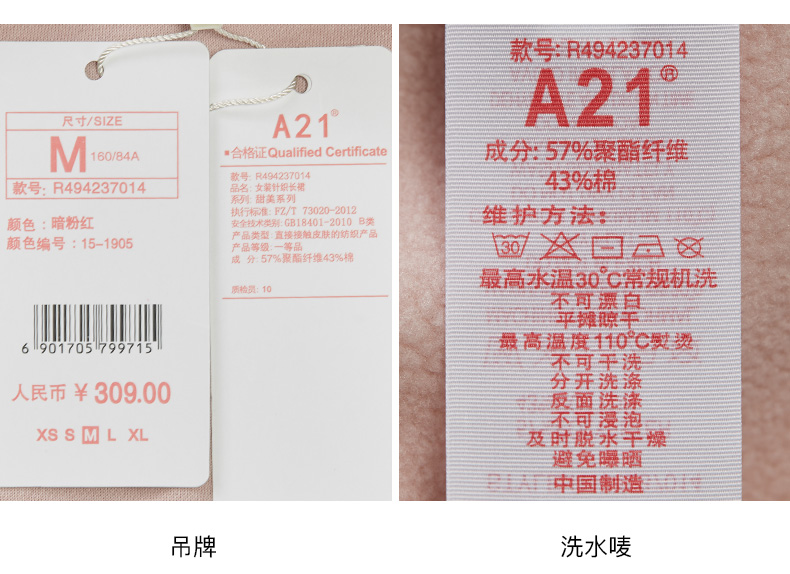 尺寸/SIZE
M 160/84A
款号: R494237014
颜色：暗粉红
颜色编号：15-1905
6 901705 799715
人民币 ¥ 309.00
XS S M L XL
A21®
▪合格证Qualified Certificate
款号: R494237014
品名: 女装针织长裙
系列: 甜美系列
执行标准: FZ/T 73020-2012
安全技术类别: GB18401-2010 B类
产品类型: 直接接触皮肤的纺织产品
产品等级: 一等品
成 分: 57%聚酯纤维43%棉
质检员: 10
款号: R494237014
A21®
成分: 57%聚酯纤维
43%棉
维护方法:
30
最高水温30°C常规机洗
不可漂白
平摊晾干
最高温度110°C熨烫
不可干洗
分开洗涤
反面洗涤
不可浸泡
及时脱水干燥
避免曝晒
中国制造
吊牌
洗水唛